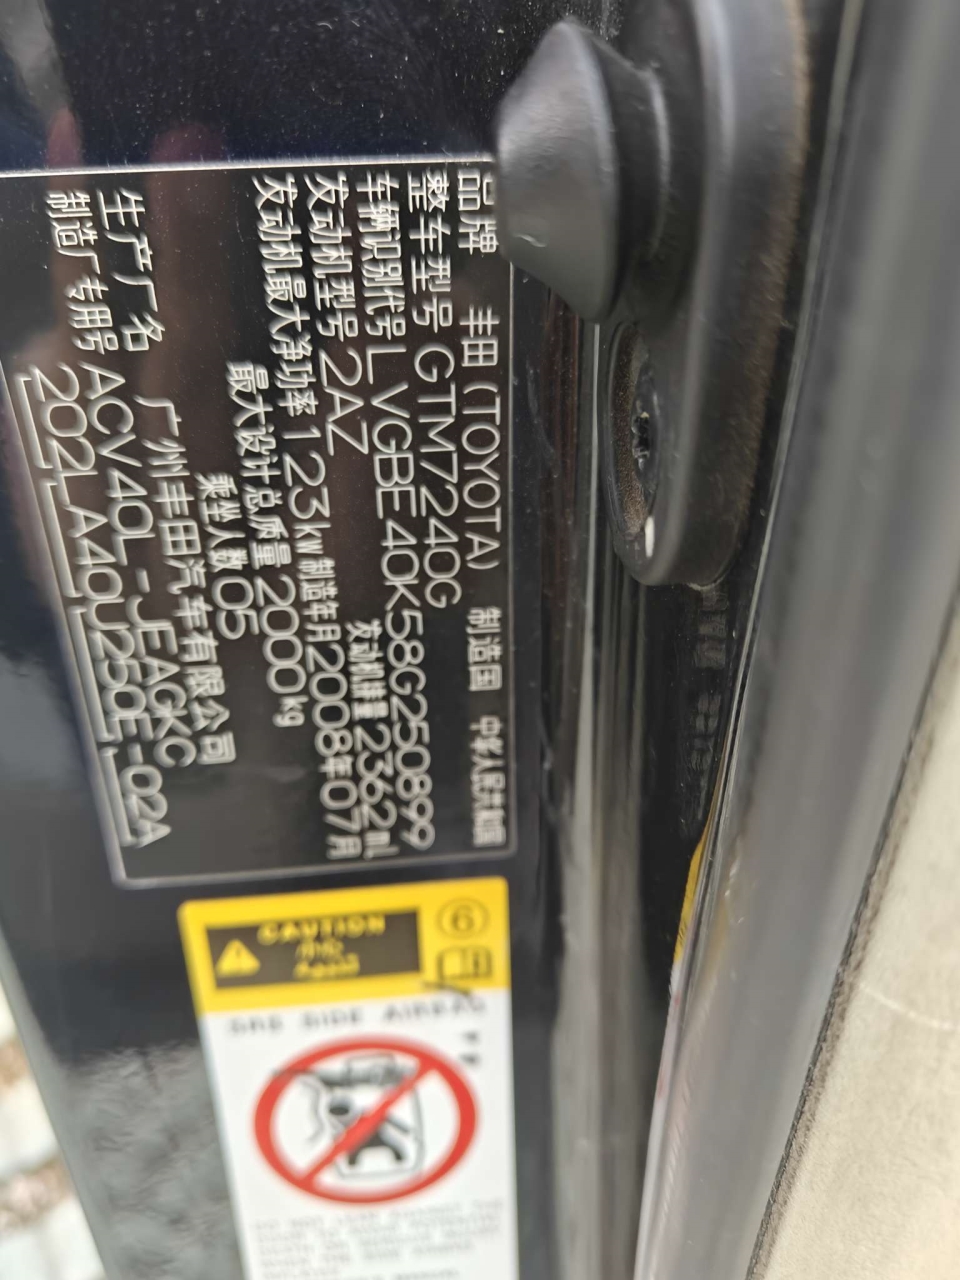 品牌 丰田(TOYOTA) 制造国 中华人民共和国
整车型号 GTM7240G
车辆识别代号 LVGBE40K58G250899
发动机型号 2AZ 发动机排量 2362mL
发动机最大净功率 123kW 制造年月 2008年07月
最大设计总质量 2000kg
乘坐人数 05
生产厂名 广州丰田汽车有限公司
ACV40L-JEAGKC
制造厂专用号 202LA40U250E-02A
6
CAUTION
小心
SRS SIDE AIRBAG